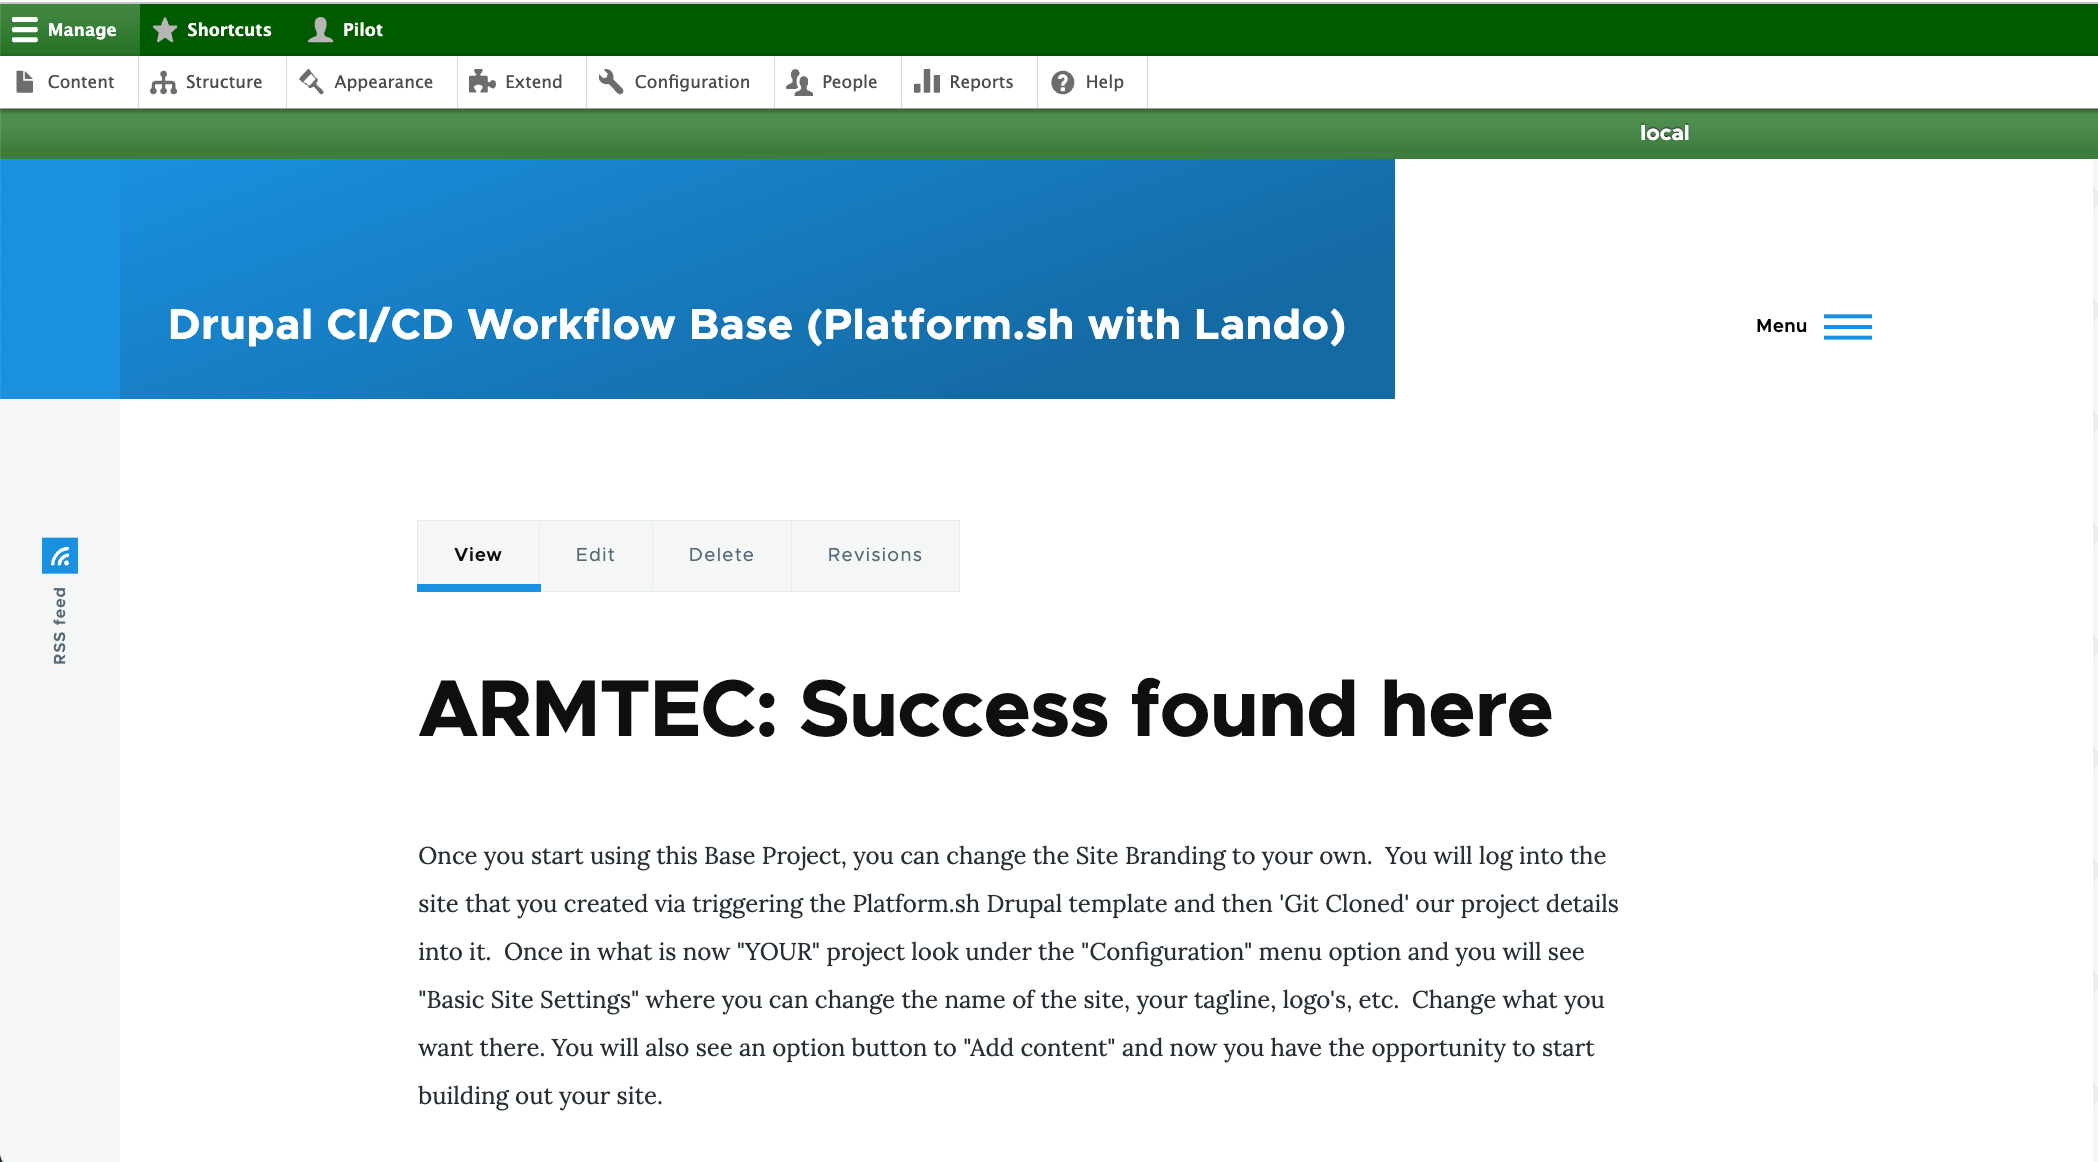 Manage Shortcuts Pilot
Content Structure Appearance Extend Configuration People Reports Help
local
Drupal CI/CD Workflow Base (Platform.sh with Lando)
Menu
RSS feed
View Edit Delete Revisions
ARMTEC: Success found here
Once you start using this Base Project, you can change the Site Branding to your own.  You will log into the
site that you created via triggering the Platform.sh Drupal template and then 'Git Cloned' our project details
into it.  Once in what is now "YOUR" project look under the "Configuration" menu option and you will see
"Basic Site Settings" where you can change the name of the site, your tagline, logo's, etc.  Change what you
want there. You will also see an option button to "Add content" and now you have the opportunity to start
building out your site.